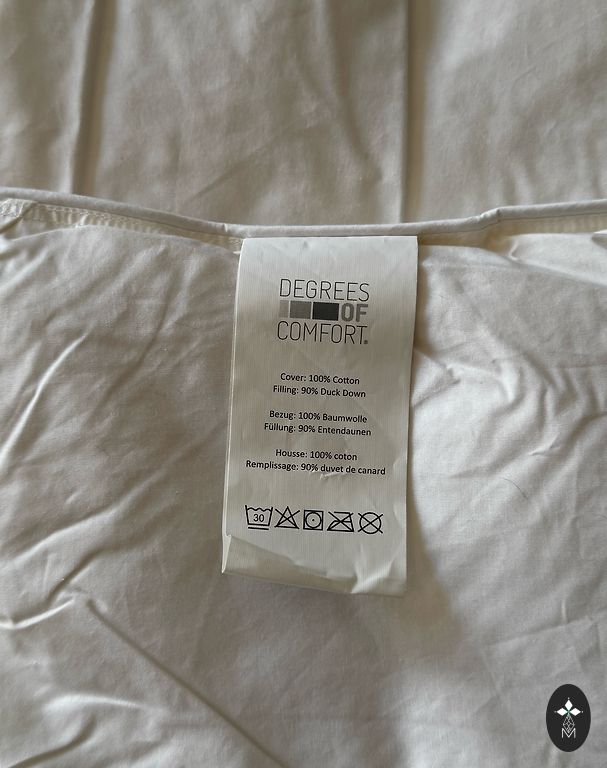 DEGREES
OF
COMFORT®
Cover: 100% Cotton
Filling: 90% Duck Down
Bezug: 100% Baumwolle
Füllung: 90% Entendaunen
Housse: 100% coton
Remplissage: 90% duvet de canard
30
M